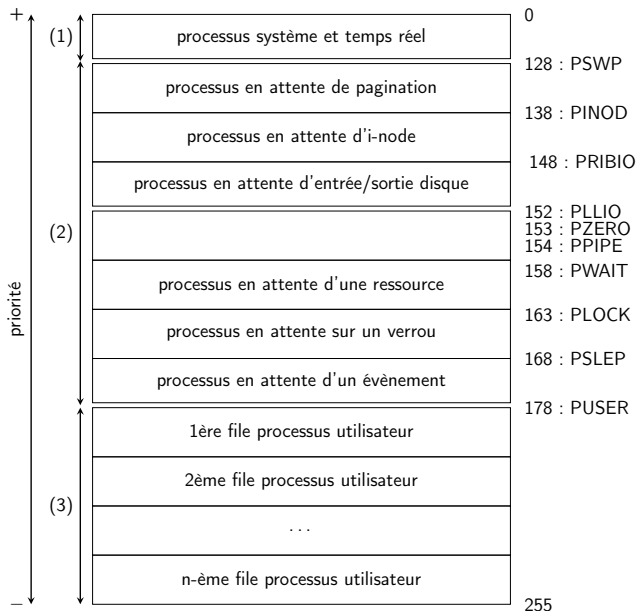 +
0
(1)
processus système et temps réel
128 : PSWP
processus en attente de pagination
138 : PINOD
processus en attente d'i-node
148 : PRIBIO
processus en attente d'entrée/sortie disque
152 : PLLIO
(2)
153 : PZERO
154 : PPIPE
158 : PWAIT
processus en attente d'une ressource
priorité
163 : PLOCK
processus en attente sur un verrou
168 : PSLEP
processus en attente d'un évènement
178 : PUSER
1ère file processus utilisateur
2ème file processus utilisateur
(3)
...
n-ème file processus utilisateur
−
255